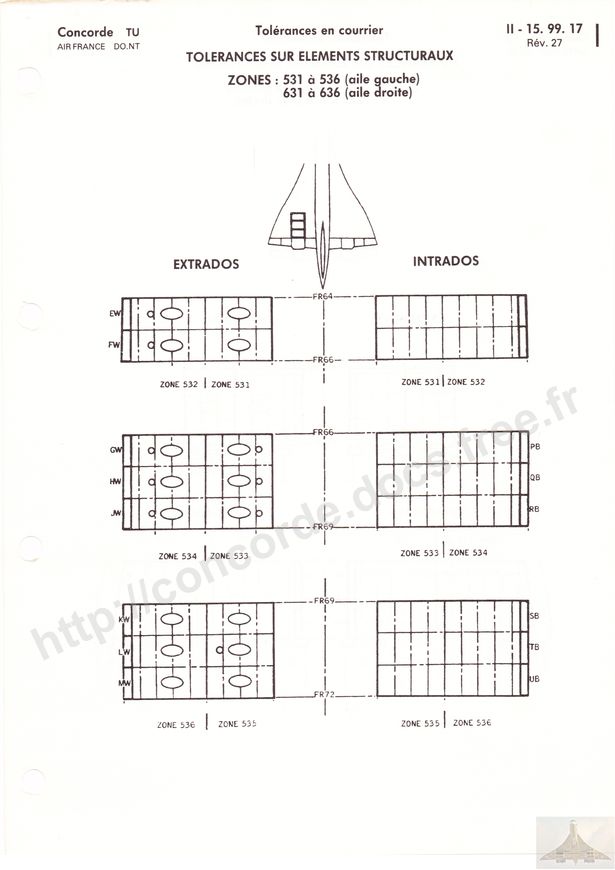 Concorde TU
AIR FRANCE DO.NT
Tolérances en courrier
II - 15. 99. 17
Rév. 27
TOLERANCES SUR ELEMENTS STRUCTURAUX
ZONES : 531 à 536 (aile gauche)
631 à 636 (aile droite)
EXTRADOS
INTRADOS
FR64
EW
FW
FR66
ZONE 532 | ZONE 531
ZONE 531 | ZONE 532
FR66
GW
PB
HW
QB
JW
RB
FR69
ZONE 534 | ZONE 533
ZONE 533 | ZONE 534
FR69
KW
SB
LW
TB
MW
UB
FR72
ZONE 536 | ZONE 535
ZONE 535 | ZONE 536
http://concorde.docs.free.fr